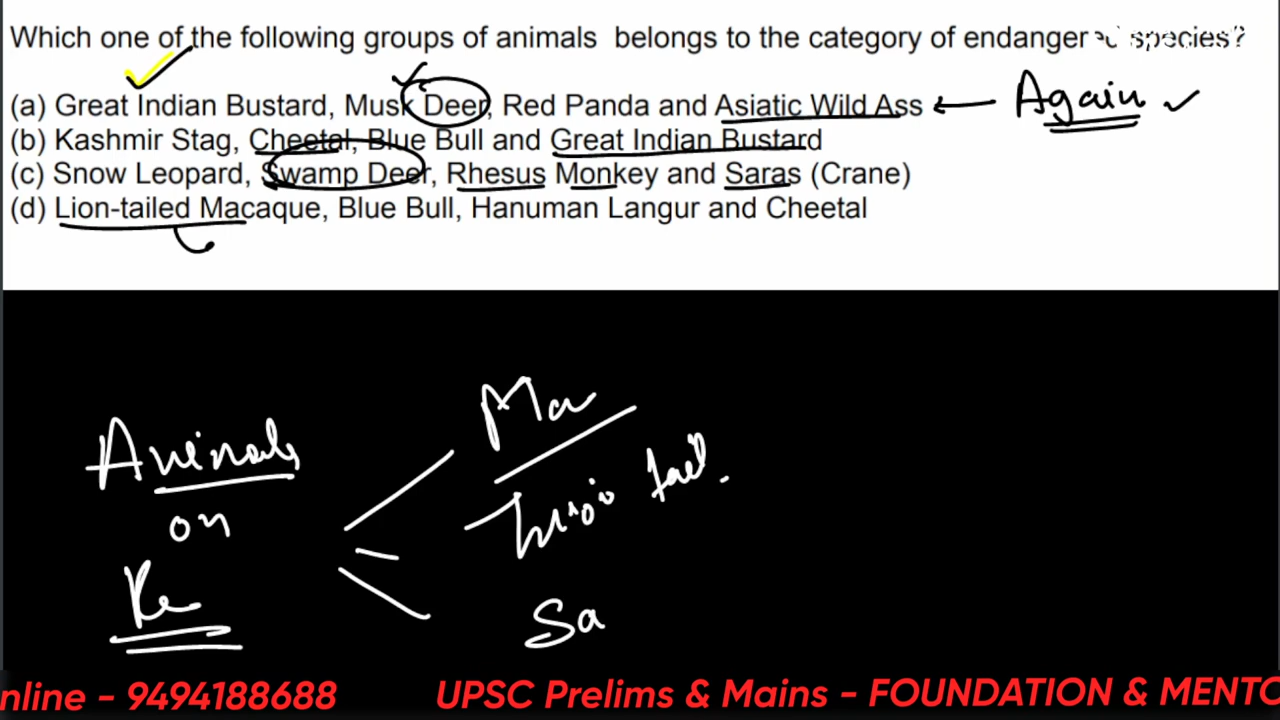 Which one of the following groups of animals belongs to the category of endangered species?
(a) Great Indian Bustard, Musk Deer, Red Panda and Asiatic Wild Ass
Again
(b) Kashmir Stag, Cheetal, Blue Bull and Great Indian Bustard
(c) Snow Leopard, Swamp Deer, Rhesus Monkey and Saras (Crane)
(d) Lion-tailed Macaque, Blue Bull, Hanuman Langur and Cheetal
Ma
Animals
on
Ke
Sa
nline - 9494188688 UPSC Prelims & Mains - FOUNDATION & MENTO